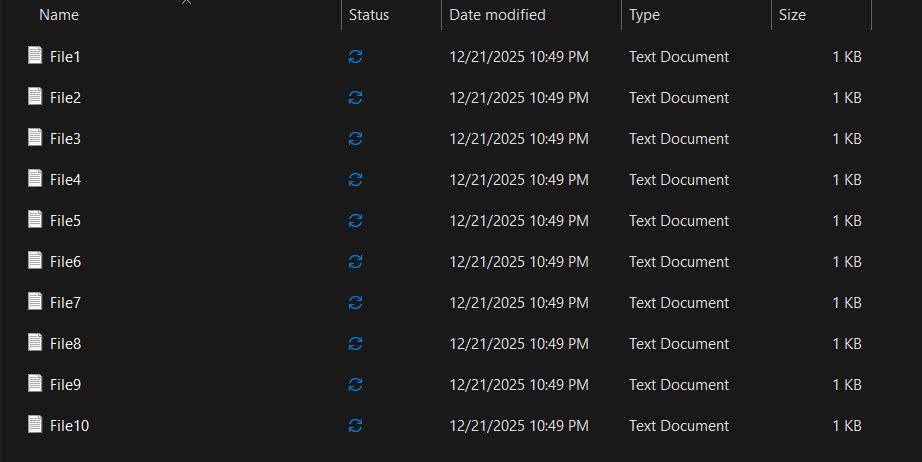 Name Status Date modified Type Size
File1 12/21/2025 10:49 PM Text Document 1 KB
File2 12/21/2025 10:49 PM Text Document 1 KB
File3 12/21/2025 10:49 PM Text Document 1 KB
File4 12/21/2025 10:49 PM Text Document 1 KB
File5 12/21/2025 10:49 PM Text Document 1 KB
File6 12/21/2025 10:49 PM Text Document 1 KB
File7 12/21/2025 10:49 PM Text Document 1 KB
File8 12/21/2025 10:49 PM Text Document 1 KB
File9 12/21/2025 10:49 PM Text Document 1 KB
File10 12/21/2025 10:49 PM Text Document 1 KB